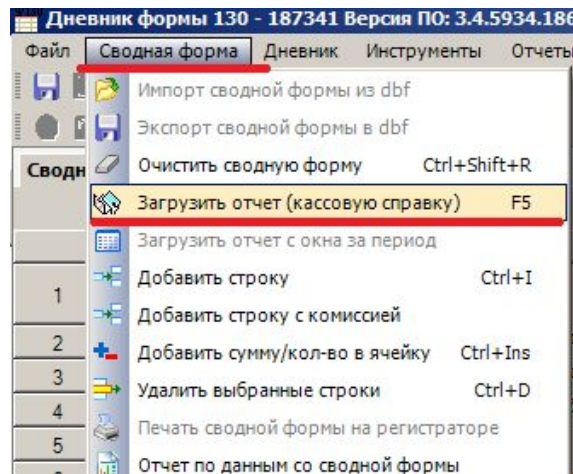 Дневник формы 130 - 187341 Версия ПО: 3.4.5934.186
Файл Сводная форма Дневник Инструменты Отчеты
Импорт сводной формы из dbf
Экспорт сводной формы в dbf
Сводн Очистить сводную форму Ctrl+Shift+R
Загрузить отчет (кассовую справку) F5
Загрузить отчет с окна за период
1 Добавить строку Ctrl+I
Добавить строку с комиссией
2 Добавить сумму/кол-во в ячейку Ctrl+Ins
3 Удалить выбранные строки Ctrl+D
4 Печать сводной формы на регистраторе
5 Отчет по данным со сводной формы